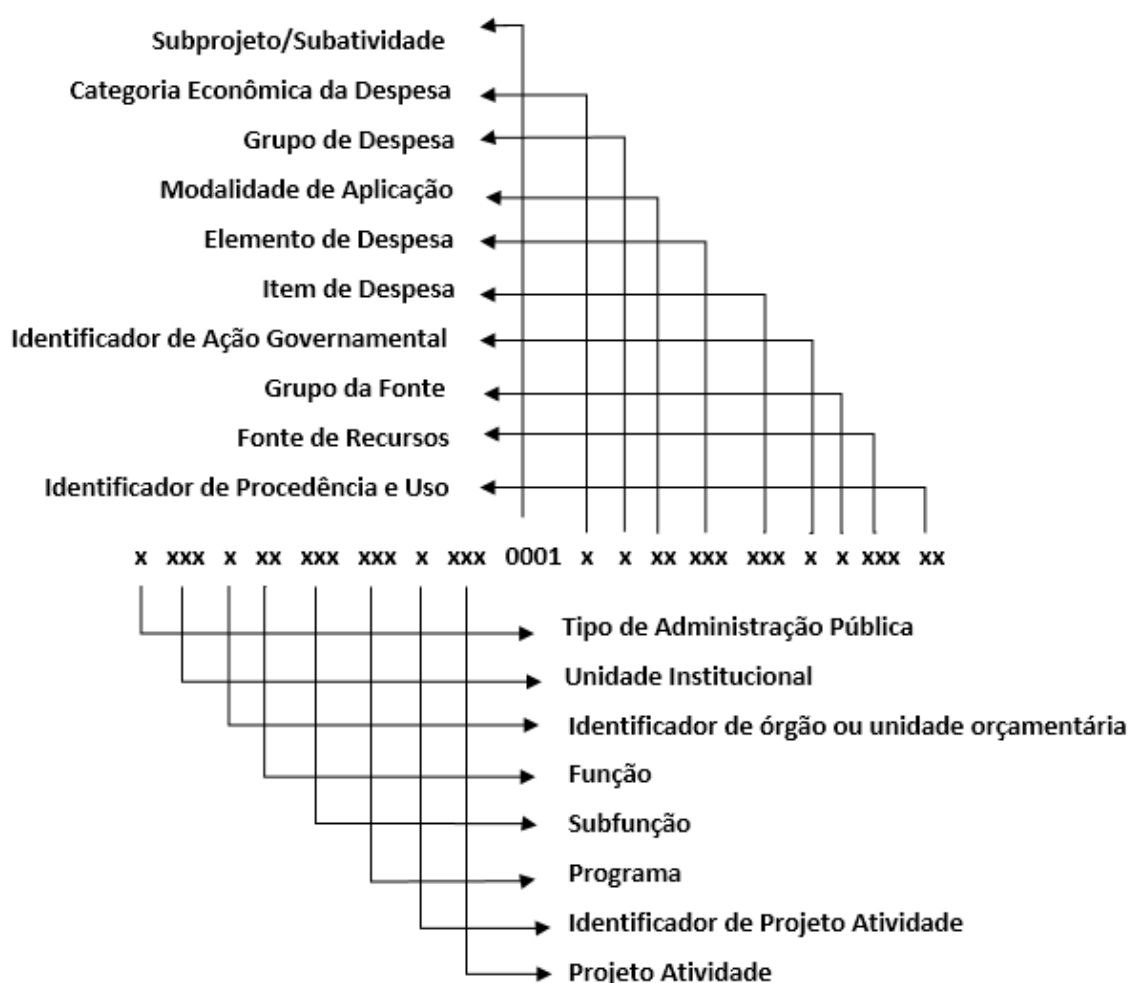 Subprojeto/Subatividade
Categoria Econômica da Despesa
Grupo de Despesa
Modalidade de Aplicação
Elemento de Despesa
Item de Despesa
Identificador de Ação Governamental
Grupo da Fonte
Fonte de Recursos
Identificador de Procedência e Uso
x xxx x xx xxx xxx x xxx 0001 x x xx xxx xxx x x xxx xx
Tipo de Administração Pública
Unidade Institucional
Identificador de órgão ou unidade orçamentária
Função
Subfunção
Programa
Identificador de Projeto Atividade
Projeto Atividade